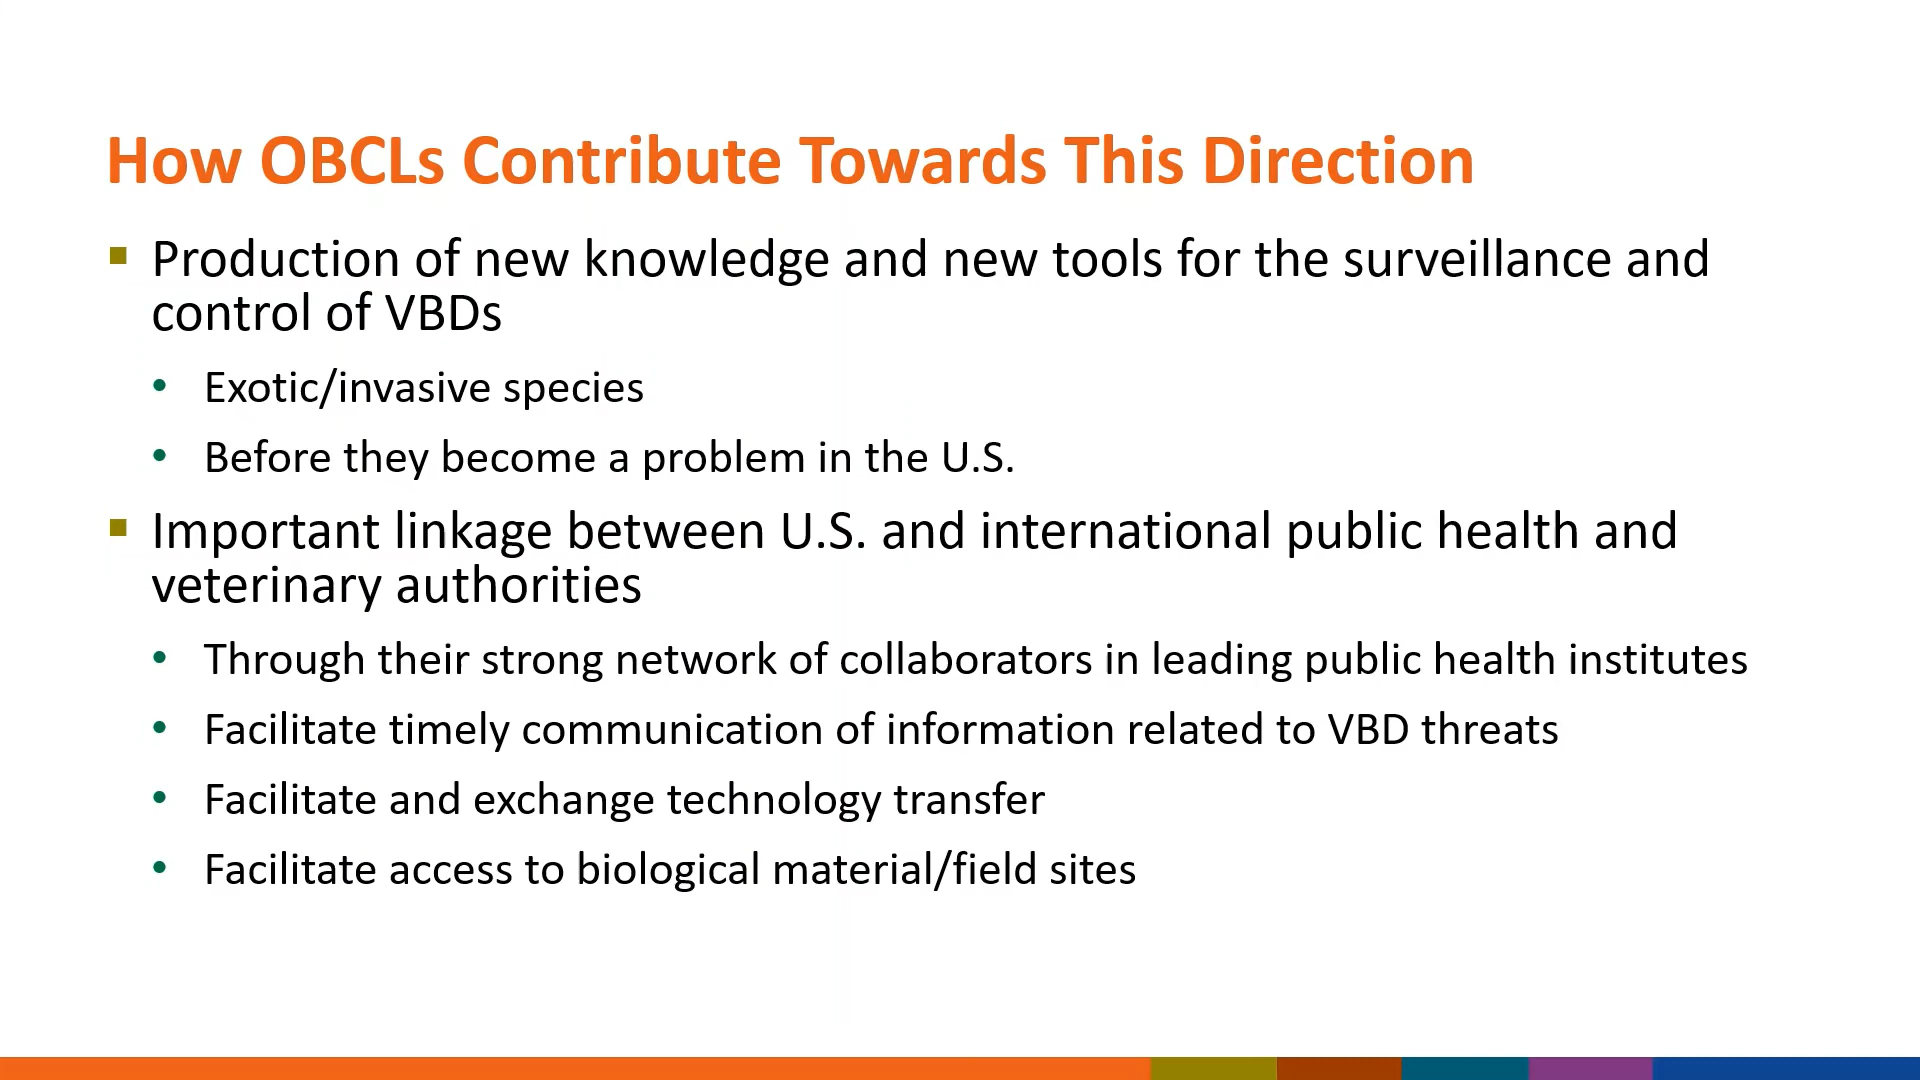 How OBCLs Contribute Towards This Direction
Production of new knowledge and new tools for the surveillance and
control of VBDs
Exotic/invasive species
Before they become a problem in the U.S.
Important linkage between U.S. and international public health and
veterinary authorities
Through their strong network of collaborators in leading public health institutes
Facilitate timely communication of information related to VBD threats
Facilitate and exchange technology transfer
Facilitate access to biological material/field sites